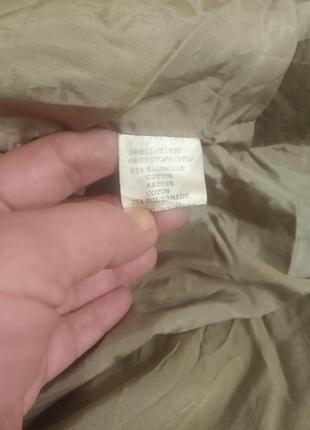 SHELL/TISSU
OBERSTOFF/STOF
65% BAUMWOLLE
COTTON
KATOEN
COTON
35% POLYAMIDE